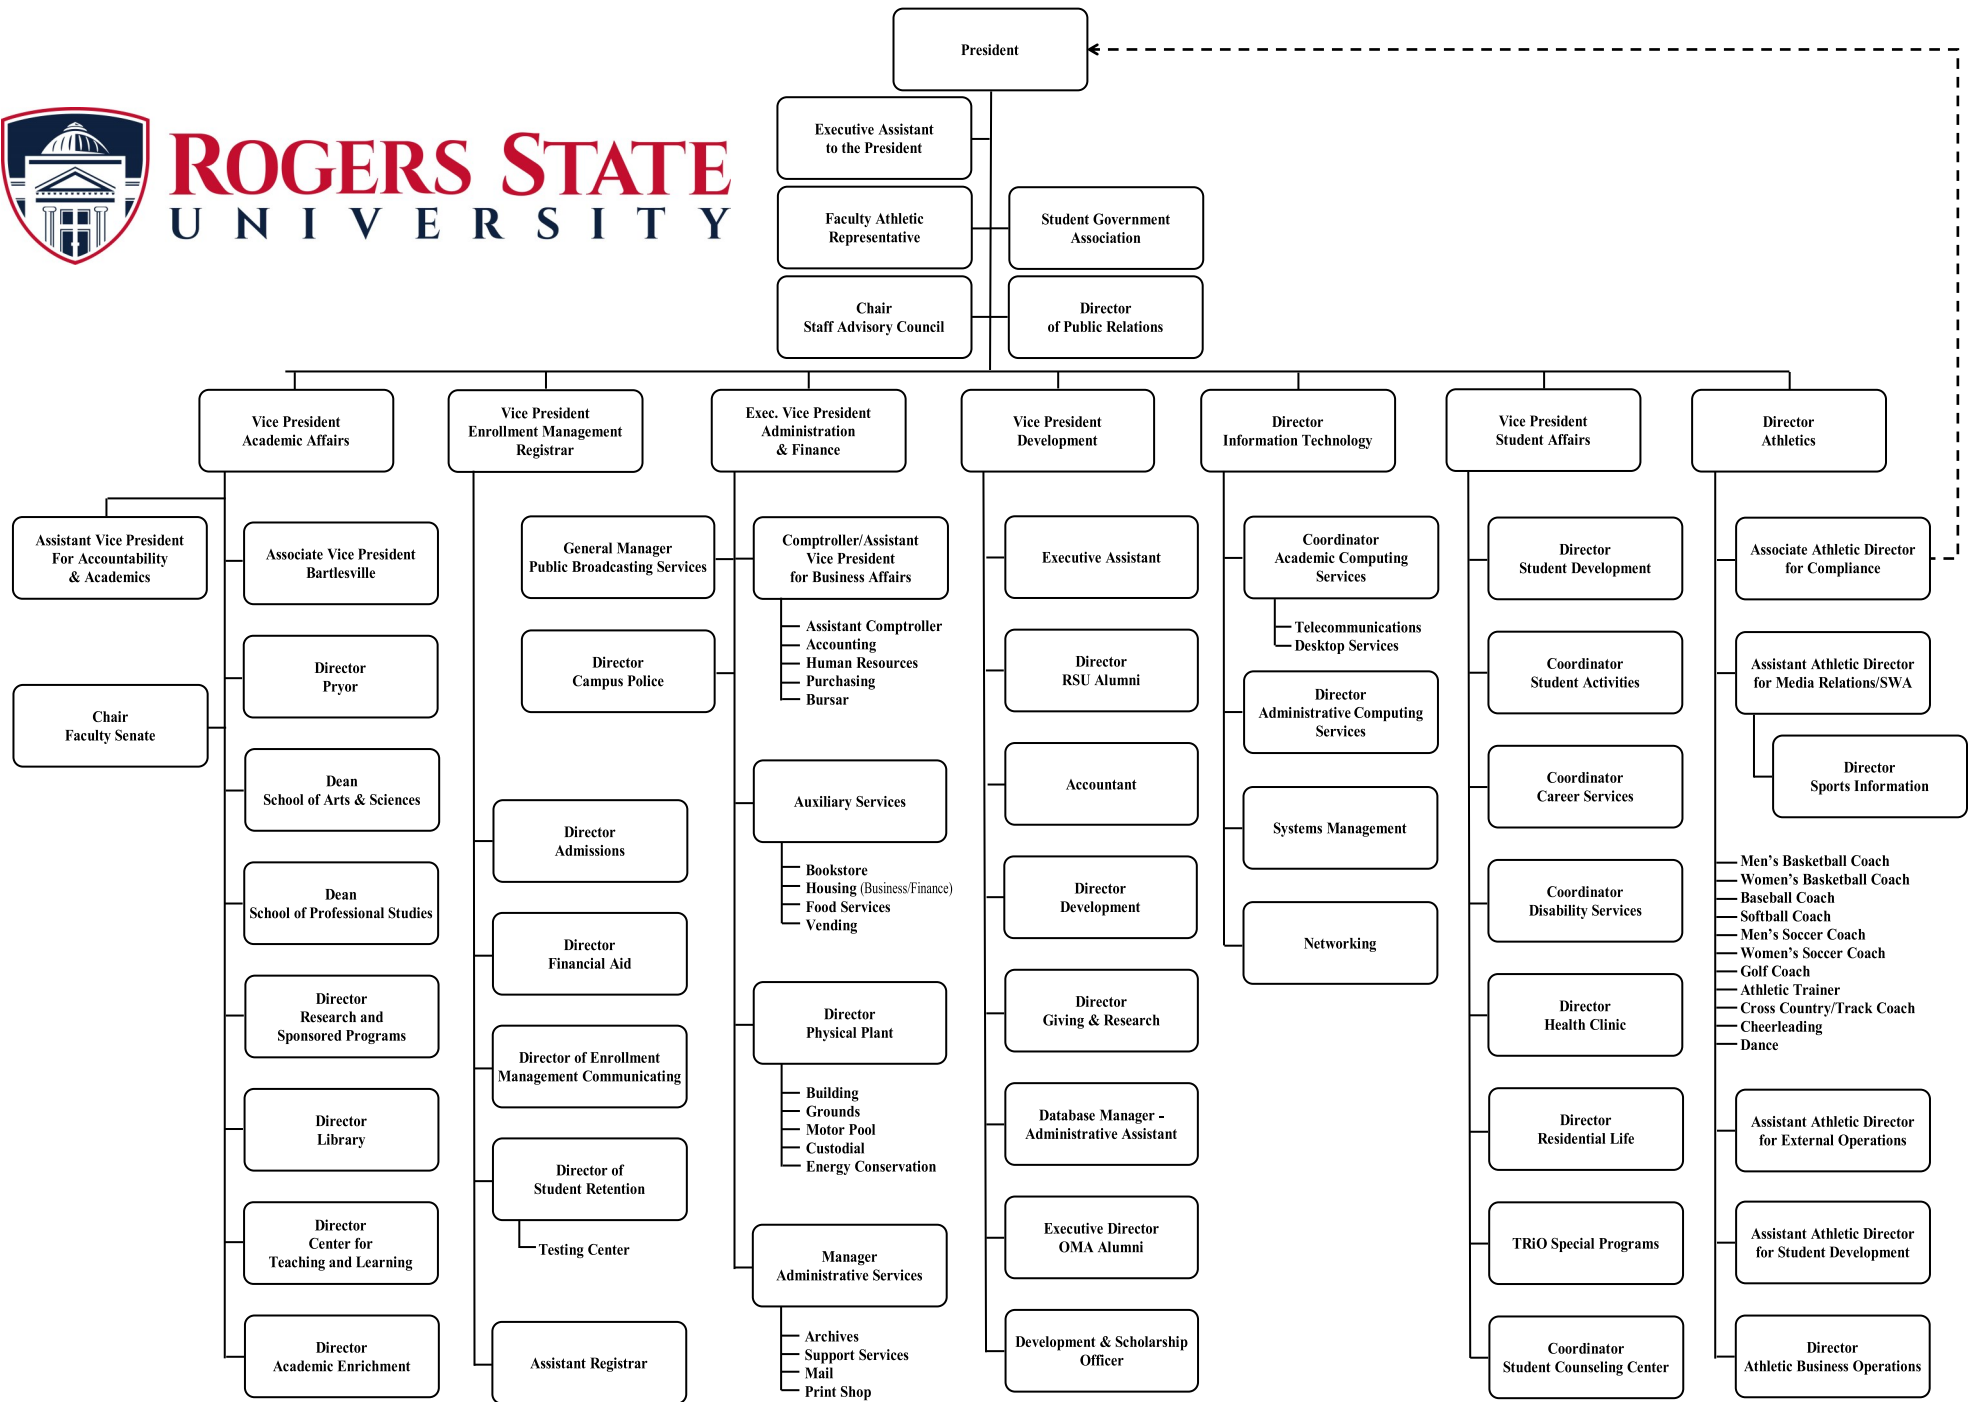 President
Executive Assistant
to the President
ROGERS STATE
UNIVERSITY
Faculty Athletic
Representative
Student Government
Association
Chair
Staff Advisory Council
Director
of Public Relations
Vice President
Academic Affairs
Vice President
Enrollment Management
Registrar
Exec. Vice President
Administration
& Finance
Vice President
Development
Director
Information Technology
Vice President
Student Affairs
Director
Athletics
Assistant Vice President
For Accountability
& Academics
Associate Vice President
Bartlesville
Director
Pryor
Chair
Faculty Senate
Dean
School of Arts & Sciences
Dean
School of Professional Studies
Director
Research and
Sponsored Programs
Director
Library
Director
Center for
Teaching and Learning
Director
Academic Enrichment
Director
Admissions
Director
Financial Aid
Director of Enrollment
Management Communicating
Director of
Student Retention
Testing Center
Assistant Registrar
General Manager
Public Broadcasting Services
Director
Campus Police
Comptroller/Assistant
Vice President
for Business Affairs
Assistant Comptroller
Accounting
Human Resources
Purchasing
Bursar
Auxiliary Services
Bookstore
Housing (Business/Finance)
Food Services
Vending
Director
Physical Plant
Building
Grounds
Motor Pool
Custodial
Energy Conservation
Manager
Administrative Services
Archives
Support Services
Mail
Print Shop
Executive Assistant
Director
RSU Alumni
Accountant
Director
Development
Director
Giving & Research
Database Manager –
Administrative Assistant
Executive Director
OMA Alumni
Development & Scholarship
Officer
Coordinator
Academic Computing
Services
Telecommunications
Desktop Services
Director
Administrative Computing
Services
Systems Management
Networking
Director
Student Development
Coordinator
Student Activities
Coordinator
Career Services
Coordinator
Disability Services
Director
Health Clinic
Director
Residential Life
TRiO Special Programs
Coordinator
Student Counseling Center
Associate Athletic Director
for Compliance
Assistant Athletic Director
for Media Relations/SWA
Director
Sports Information
Men’s Basketball Coach
Women’s Basketball Coach
Baseball Coach
Softball Coach
Men’s Soccer Coach
Women’s Soccer Coach
Golf Coach
Athletic Trainer
Cross Country/Track Coach
Cheerleading
Dance
Assistant Athletic Director
for External Operations
Assistant Athletic Director
for Student Development
Director
Athletic Business Operations